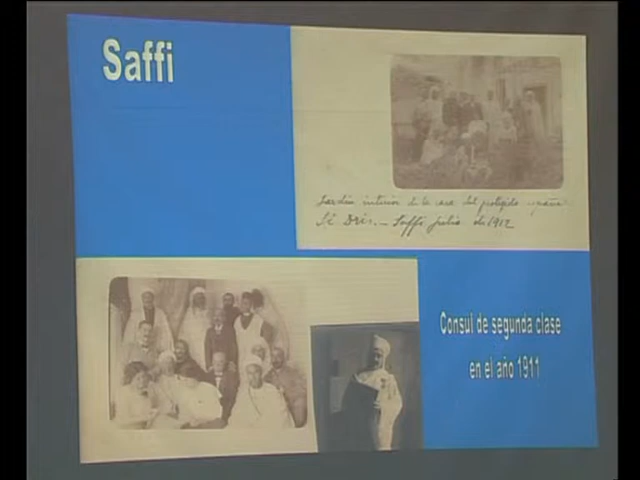 Saffi
Jardín interior de la casa del protegido español
Si Dris. — Saffi julio de 1912
Consul de segunda clase
en el año 1911